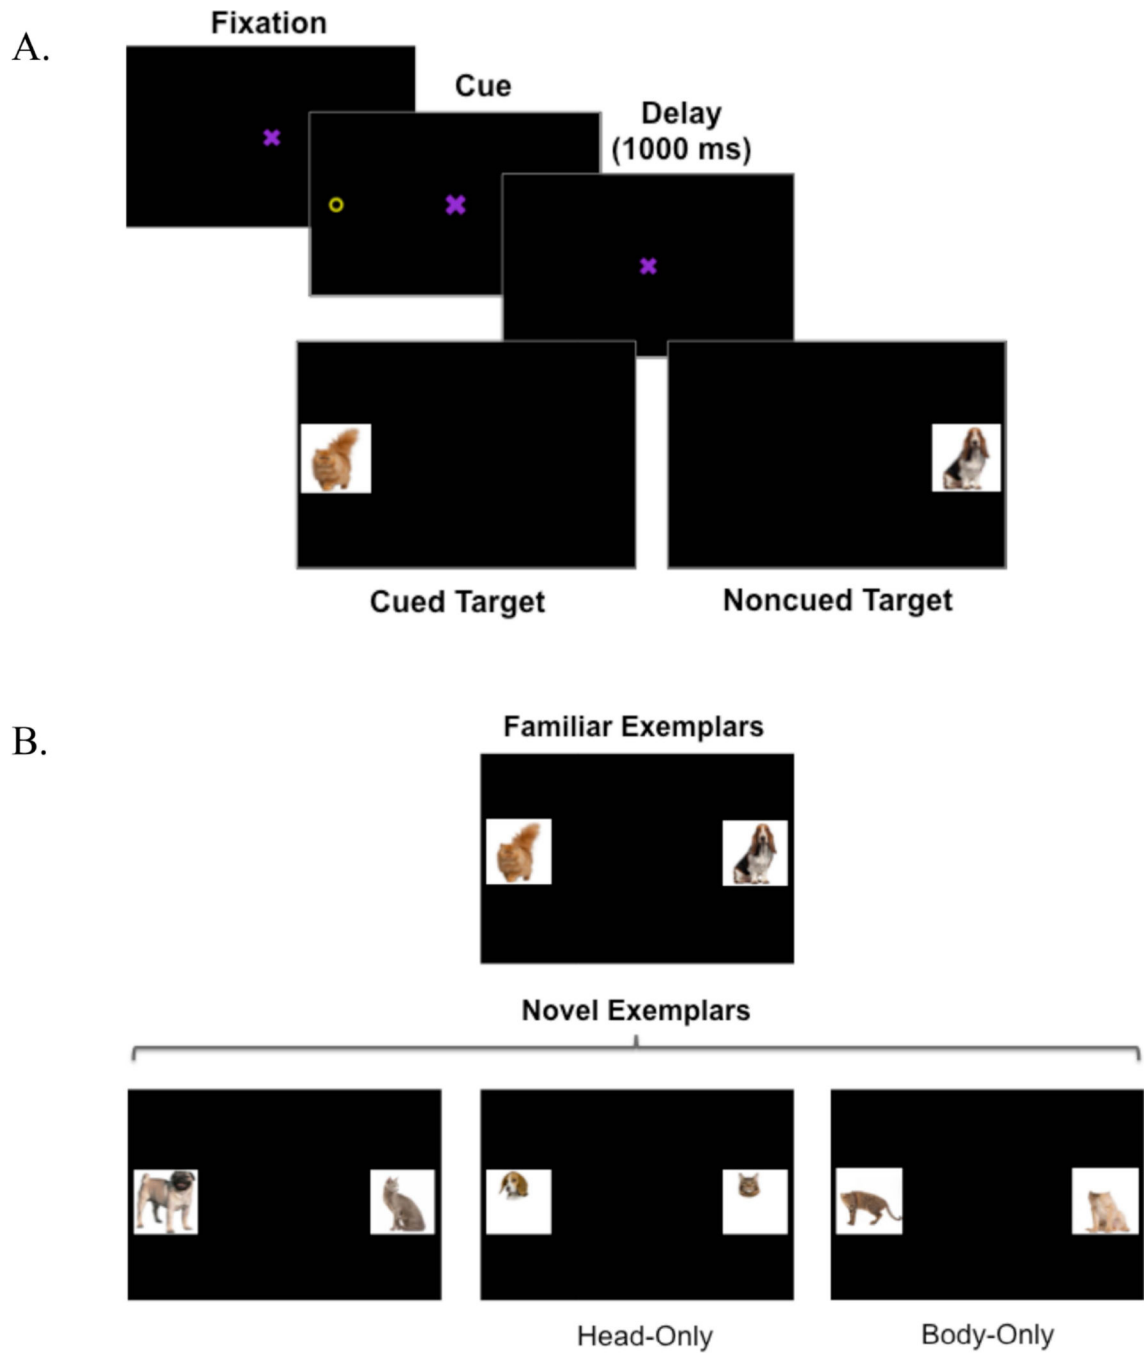 A.
Fixation
Cue
Delay
(1000 ms)
Cued Target
Noncued Target
B.
Familiar Exemplars
Novel Exemplars
Head-Only
Body-Only